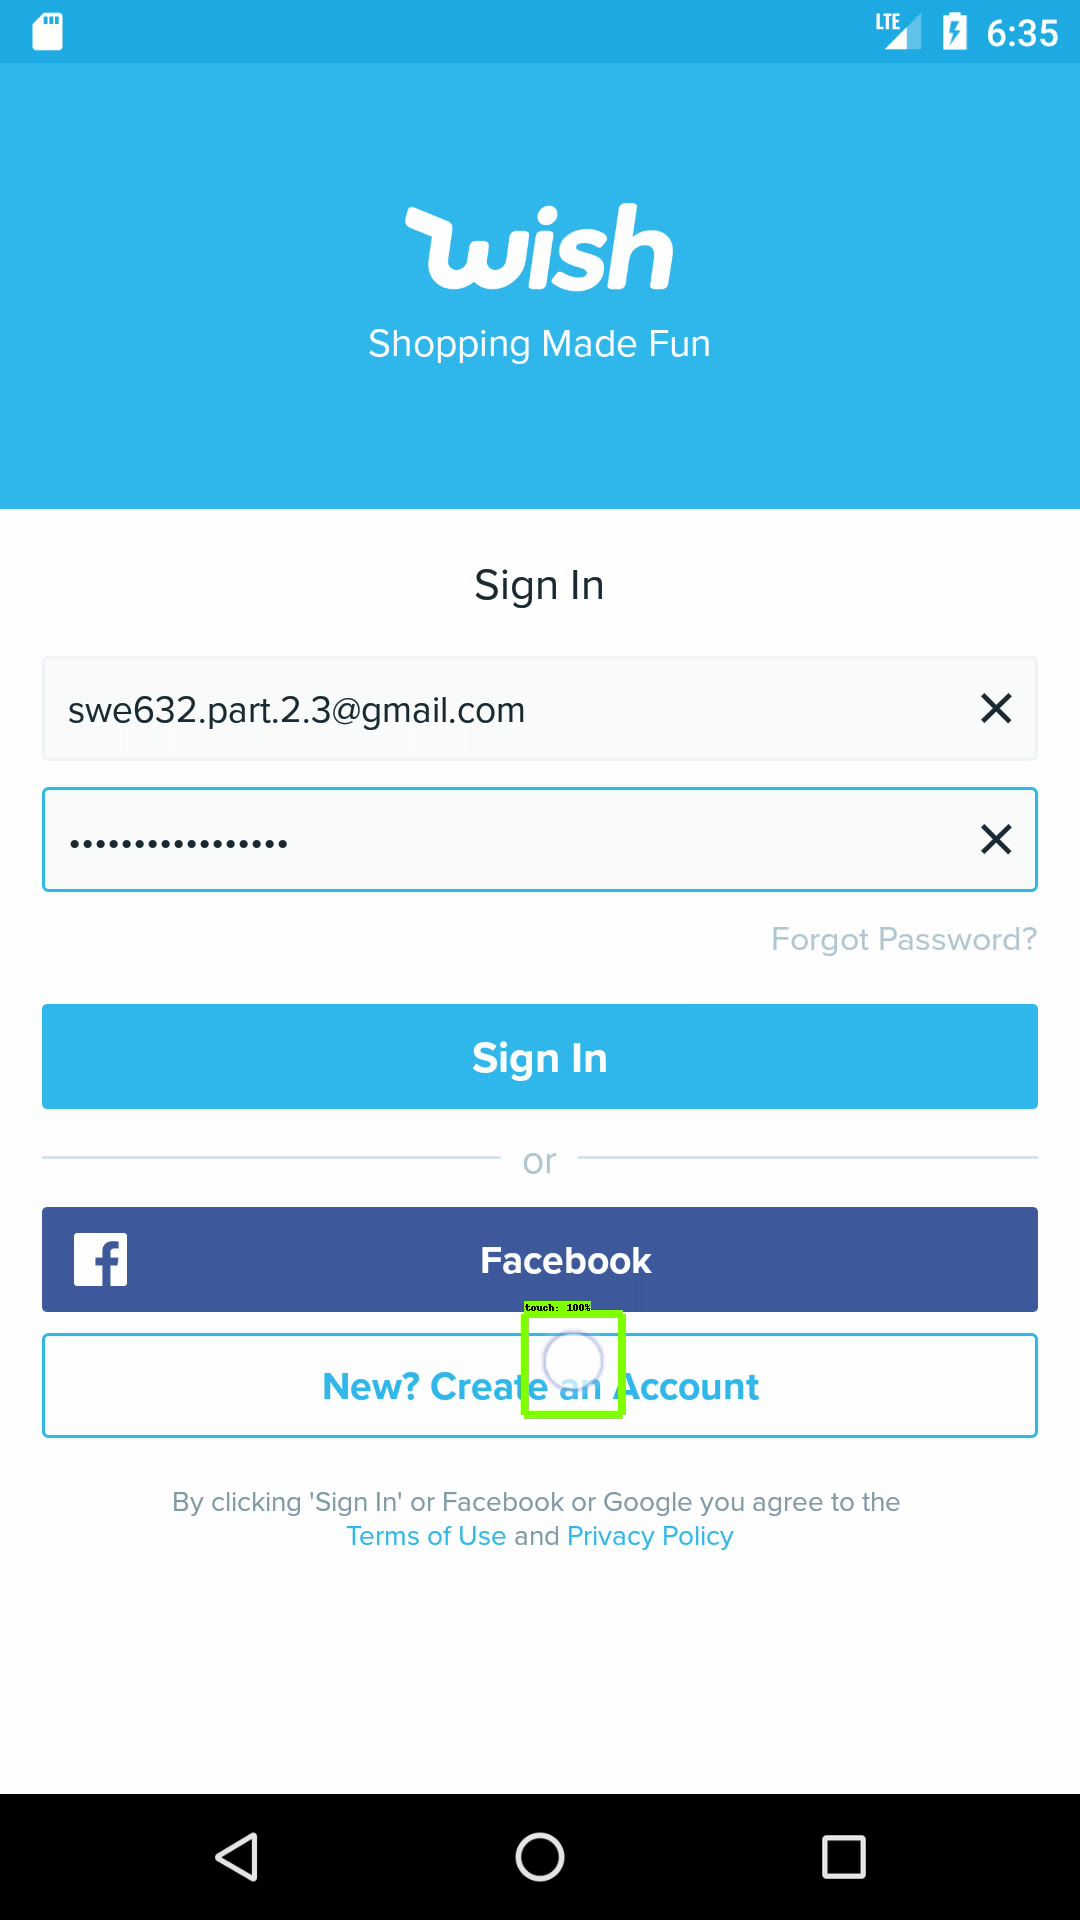 LTE 6:35
wish
Shopping Made Fun
Sign In
swe632.part.2.3@gmail.com
•••••••••••••••••
Forgot Password?
Sign In
or
Facebook
touch: 100%
New? Create an Account
By clicking 'Sign In' or Facebook or Google you agree to the
Terms of Use and Privacy Policy